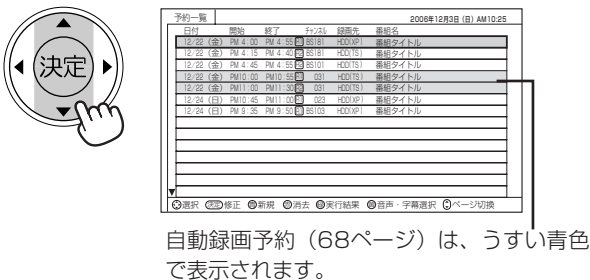 決定
予約一覧 2006年12月3日(日) AM10:25
日付 開始 終了 チャンネル 録画先 番組名
12/22 (金) PM 4:00 PM 4:55 BS181 HDD(XP) 番組タイトル
12/22 (金) PM 4:15 PM 4:40 BS181 HDD(TS) 番組タイトル
12/22 (金) PM 4:45 PM 4:55 BS101 HDD(TS) 番組タイトル
12/22 (金) PM10:00 PM10:55 031 HDD(TS) 番組タイトル
12/22 (金) PM11:00 PM11:30 031 HDD(TS) 番組タイトル
12/24 (日) PM10:45 PM11:00 023 HDD(XP) 番組タイトル
12/24 (日) PM 9:35 PM 9:50 BS103 HDD(XP) 番組タイトル
選択 決定 修正 新規 消去 実行結果 音声・字幕選択 ページ切換
自動録画予約(68ページ)は、うすい青色
で表示されます。